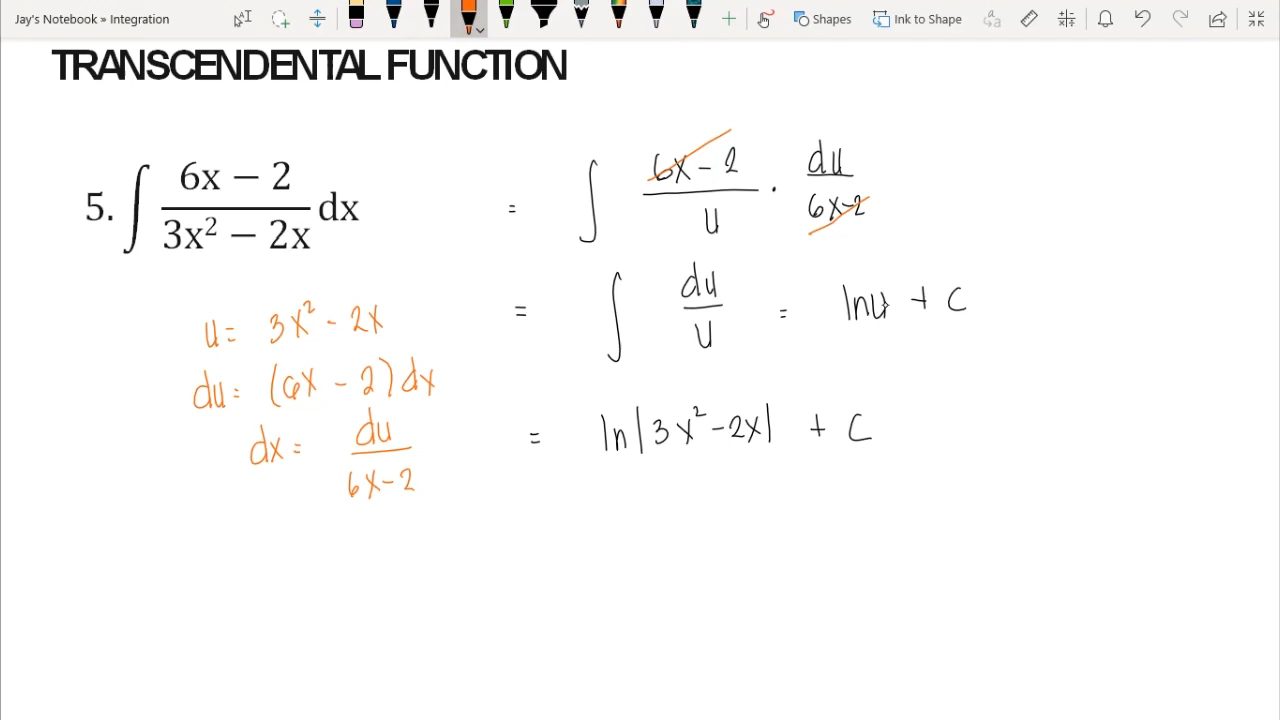 Jay's Notebook » Integration
Shapes
Ink to Shape
TRANSCENDENTAL FUNCTION
5. ∫ (6x − 2)/(3x² − 2x) dx
= ∫ (6x − 2)/u · du/(6x−2)
= ∫ du/u = ln u + c
= ln|3x² − 2x| + c
u = 3x² − 2x
du = (6x − 2) dx
dx = du/(6x−2)